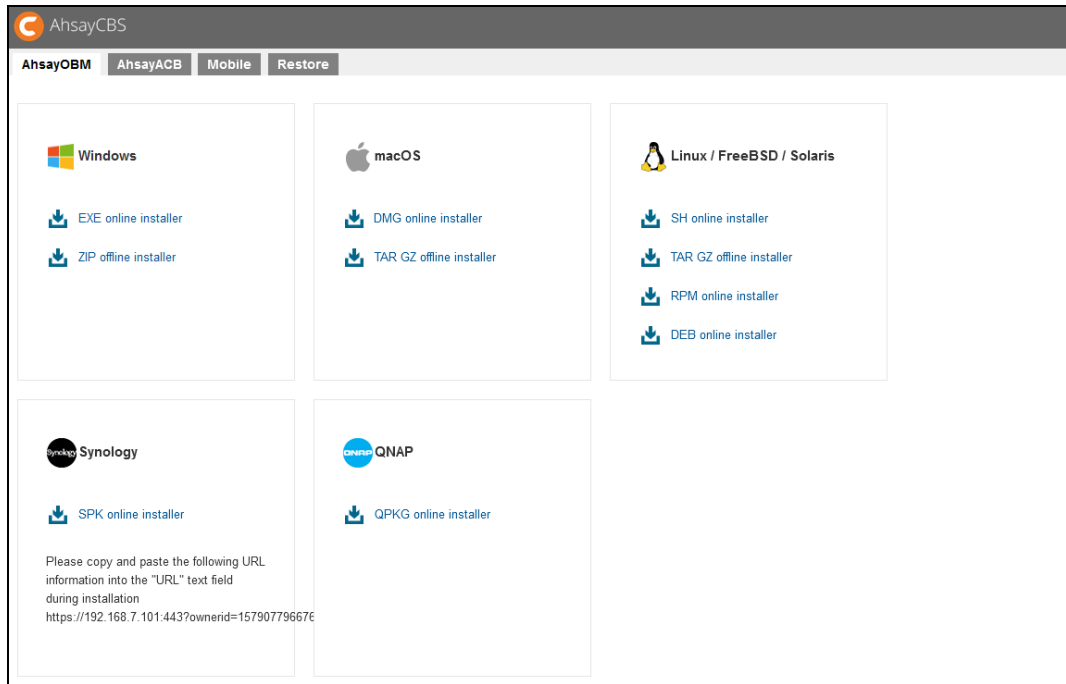 AhsayCBS
AhsayOBM AhsayACB Mobile Restore
Windows
EXE online installer
ZIP offline installer
macOS
DMG online installer
TAR GZ offline installer
Linux / FreeBSD / Solaris
SH online installer
TAR GZ offline installer
RPM online installer
DEB online installer
Synology Synology
SPK online installer
Please copy and paste the following URL
information into the "URL" text field
during installation
https://192.168.7.101:443?ownerid=157907796676
QNAP QNAP
QPKG online installer